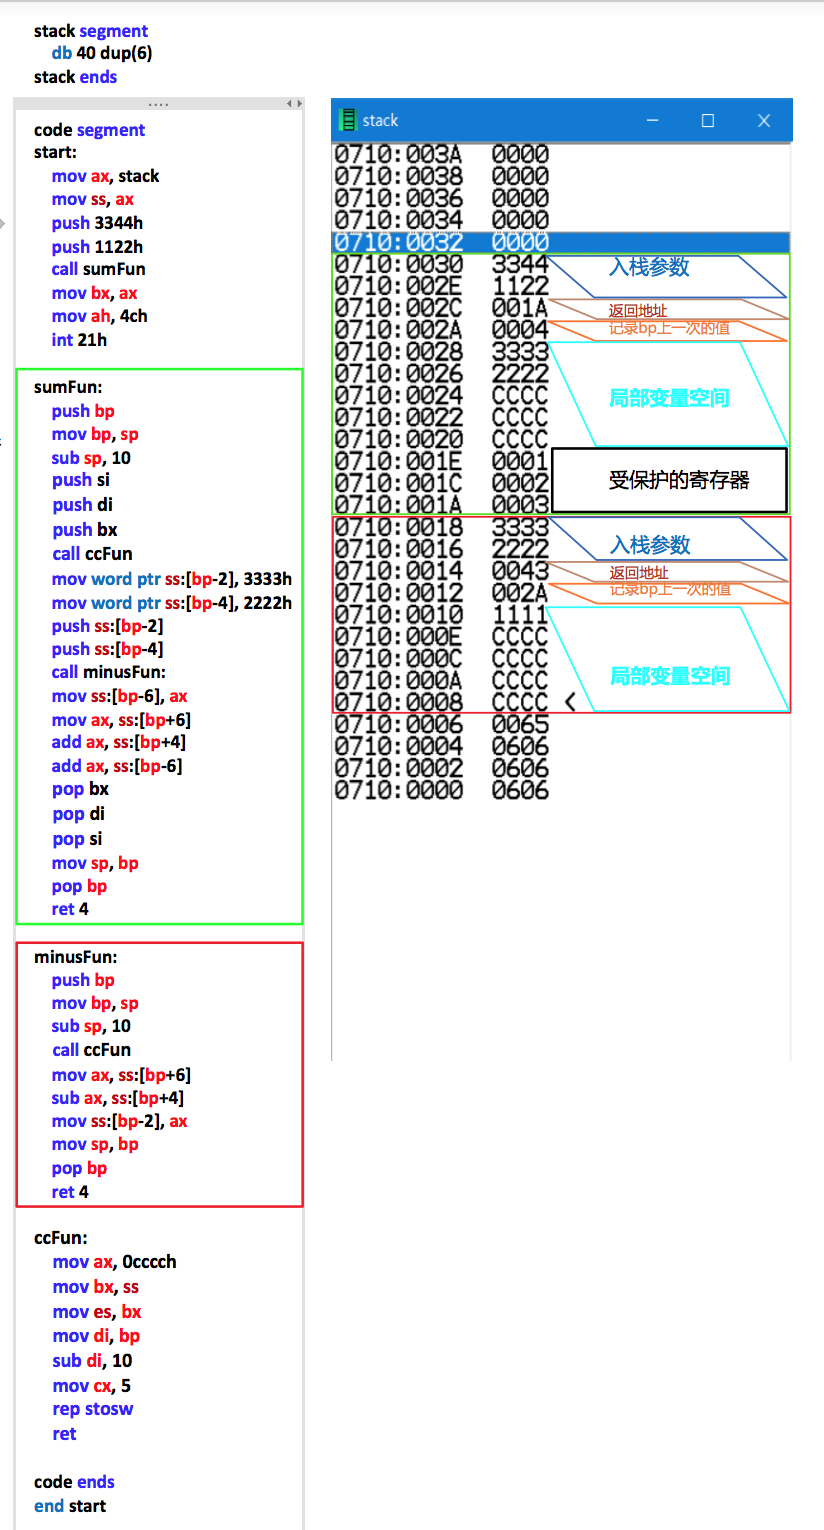 stack segment
db 40 dup(6)
stack ends
code segment
start:
mov ax, stack
mov ss, ax
push 3344h
push 1122h
call sumFun
mov bx, ax
mov ah, 4ch
int 21h
sumFun:
push bp
mov bp, sp
sub sp, 10
push si
push di
push bx
call ccFun
mov word ptr ss:[bp-2], 3333h
mov word ptr ss:[bp-4], 2222h
push ss:[bp-2]
push ss:[bp-4]
call minusFun:
mov ss:[bp-6], ax
mov ax, ss:[bp+6]
add ax, ss:[bp+4]
add ax, ss:[bp-6]
pop bx
pop di
pop si
mov sp, bp
pop bp
ret 4
minusFun:
push bp
mov bp, sp
sub sp, 10
call ccFun
mov ax, ss:[bp+6]
sub ax, ss:[bp+4]
mov ss:[bp-2], ax
mov sp, bp
pop bp
ret 4
ccFun:
mov ax, 0cccch
mov bx, ss
mov es, bx
mov di, bp
sub di, 10
mov cx, 5
rep stosw
ret
code ends
end start
stack
0710:003A 0000
0710:0038 0000
0710:0036 0000
0710:0034 0000
0710:0032 0000
0710:0030 3344 入栈参数
0710:002E 1122
0710:002C 001A 返回地址
0710:002A 0004 记录bp上一次的值
0710:0028 3333
0710:0026 2222
0710:0024 CCCC 局部变量空间
0710:0022 CCCC
0710:0020 CCCC
0710:001E 0001
0710:001C 0002 受保护的寄存器
0710:001A 0003
0710:0018 3333
0710:0016 2222 入栈参数
0710:0014 0043 返回地址
0710:0012 002A 记录bp上一次的值
0710:0010 1111
0710:000E CCCC
0710:000C CCCC
0710:000A CCCC 局部变量空间
0710:0008 CCCC <
0710:0006 0065
0710:0004 0606
0710:0002 0606
0710:0000 0606